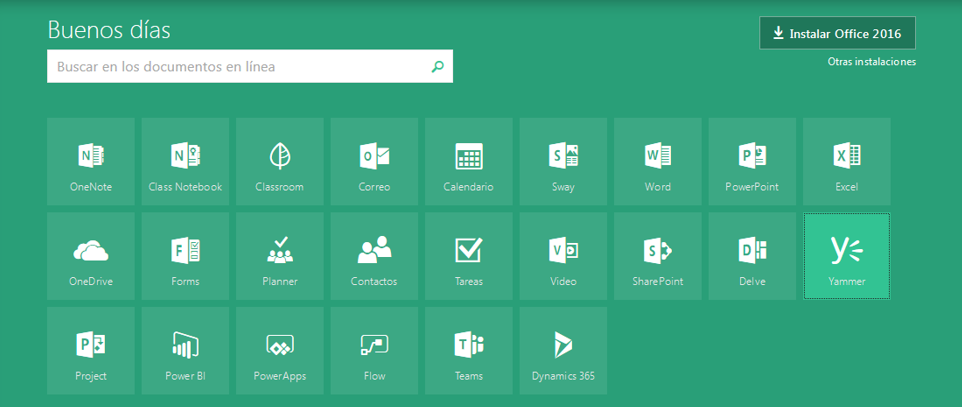 Buenos días
Instalar Office 2016
Buscar en los documentos en línea
Otras instalaciones
OneNote
Class Notebook
Classroom
Correo
Calendario
Sway
Word
PowerPoint
Excel
OneDrive
Forms
Planner
Contactos
Tareas
Video
SharePoint
Delve
Yammer
Project
Power BI
PowerApps
Flow
Teams
Dynamics 365